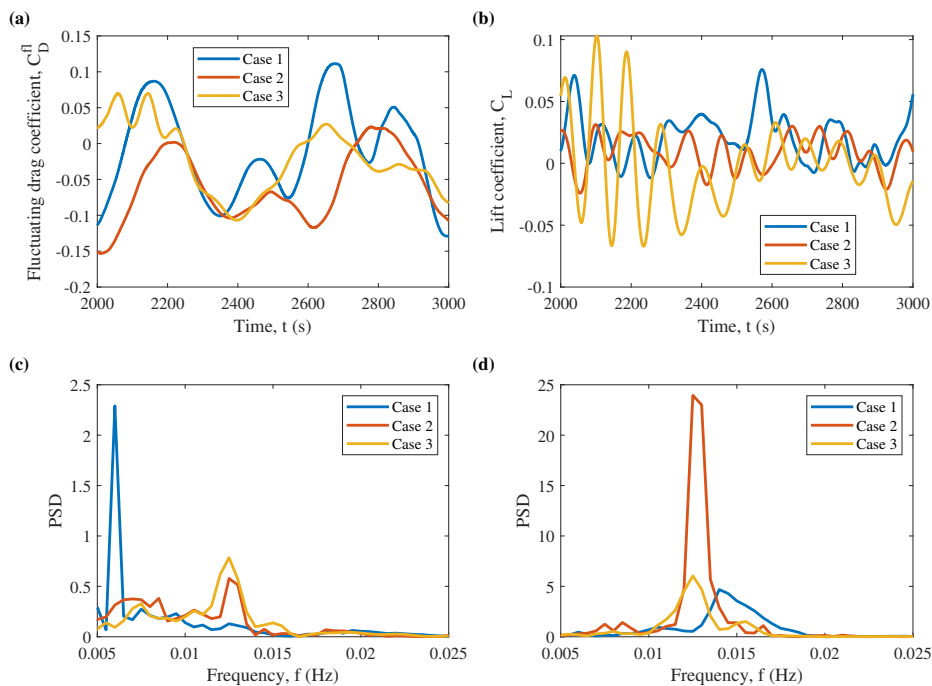 (a)
Fluctuating drag coefficient, C_D^fl
0.15
0.1
0.05
0
-0.05
-0.1
-0.15
-0.2
Case 1
Case 2
Case 3
2000 2200 2400 2600 2800 3000
Time, t (s)
(b)
Lift coefficient, C_L
0.1
0.05
0
-0.05
-0.1
Case 1
Case 2
Case 3
2000 2200 2400 2600 2800 3000
Time, t (s)
(c)
PSD
2.5
2
1.5
1
0.5
0
Case 1
Case 2
Case 3
0.005 0.01 0.015 0.02 0.025
Frequency, f (Hz)
(d)
PSD
25
20
15
10
5
0
Case 1
Case 2
Case 3
0.005 0.01 0.015 0.02 0.025
Frequency, f (Hz)